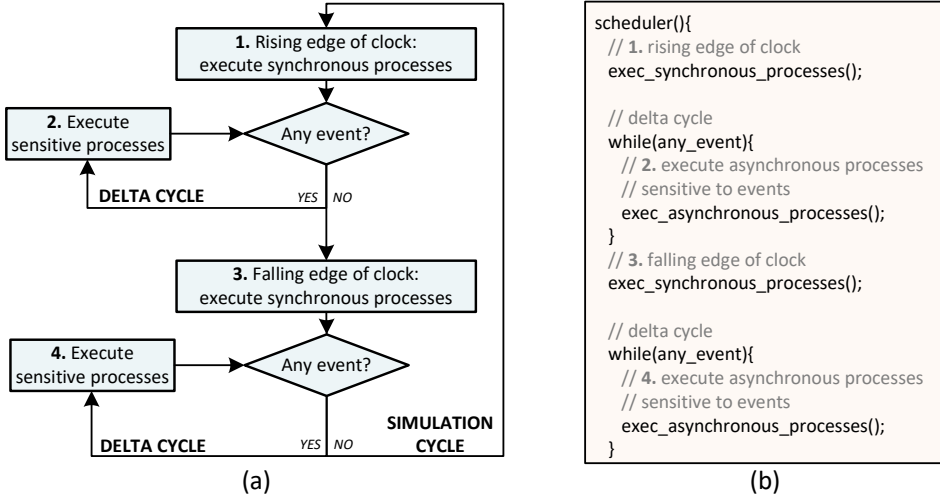 1. Rising edge of clock:
execute synchronous processes
2. Execute
sensitive processes
Any event?
DELTA CYCLE
YES
NO
3. Falling edge of clock:
execute synchronous processes
4. Execute
sensitive processes
Any event?
DELTA CYCLE
YES
NO
SIMULATION
CYCLE
(a)
scheduler(){
// 1. rising edge of clock
exec_synchronous_processes();
// delta cycle
while(any_event){
// 2. execute asynchronous processes
// sensitive to events
exec_asynchronous_processes();
}
// 3. falling edge of clock
exec_synchronous_processes();
// delta cycle
while(any_event){
// 4. execute asynchronous processes
// sensitive to events
exec_asynchronous_processes();
}
(b)